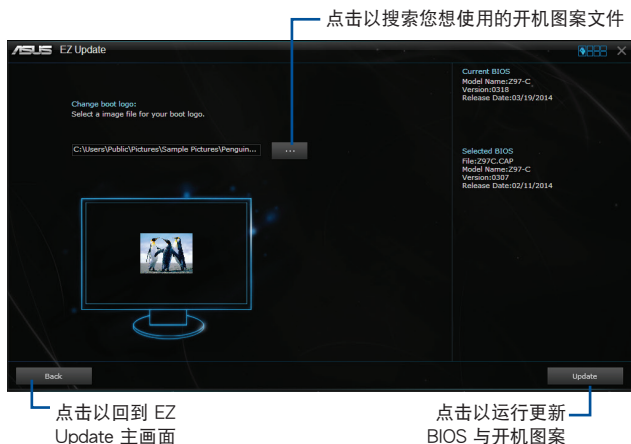 点击以搜索您想使用的开机图案文件
ASUS EZ Update
Current BIOS
Model Name:Z97-C
Version:0318
Release Date:03/19/2014
Change boot logo:
Select a image file for your boot logo.
C:\Users\Public\Pictures\Sample Pictures\Penguin...
...
Selected BIOS
File:Z97C.CAP
Model Name:Z97-C
Version:0307
Release Date:02/11/2014
Back
Update
点击以回到 EZ
Update 主画面
点击以运行更新
BIOS 与开机图案